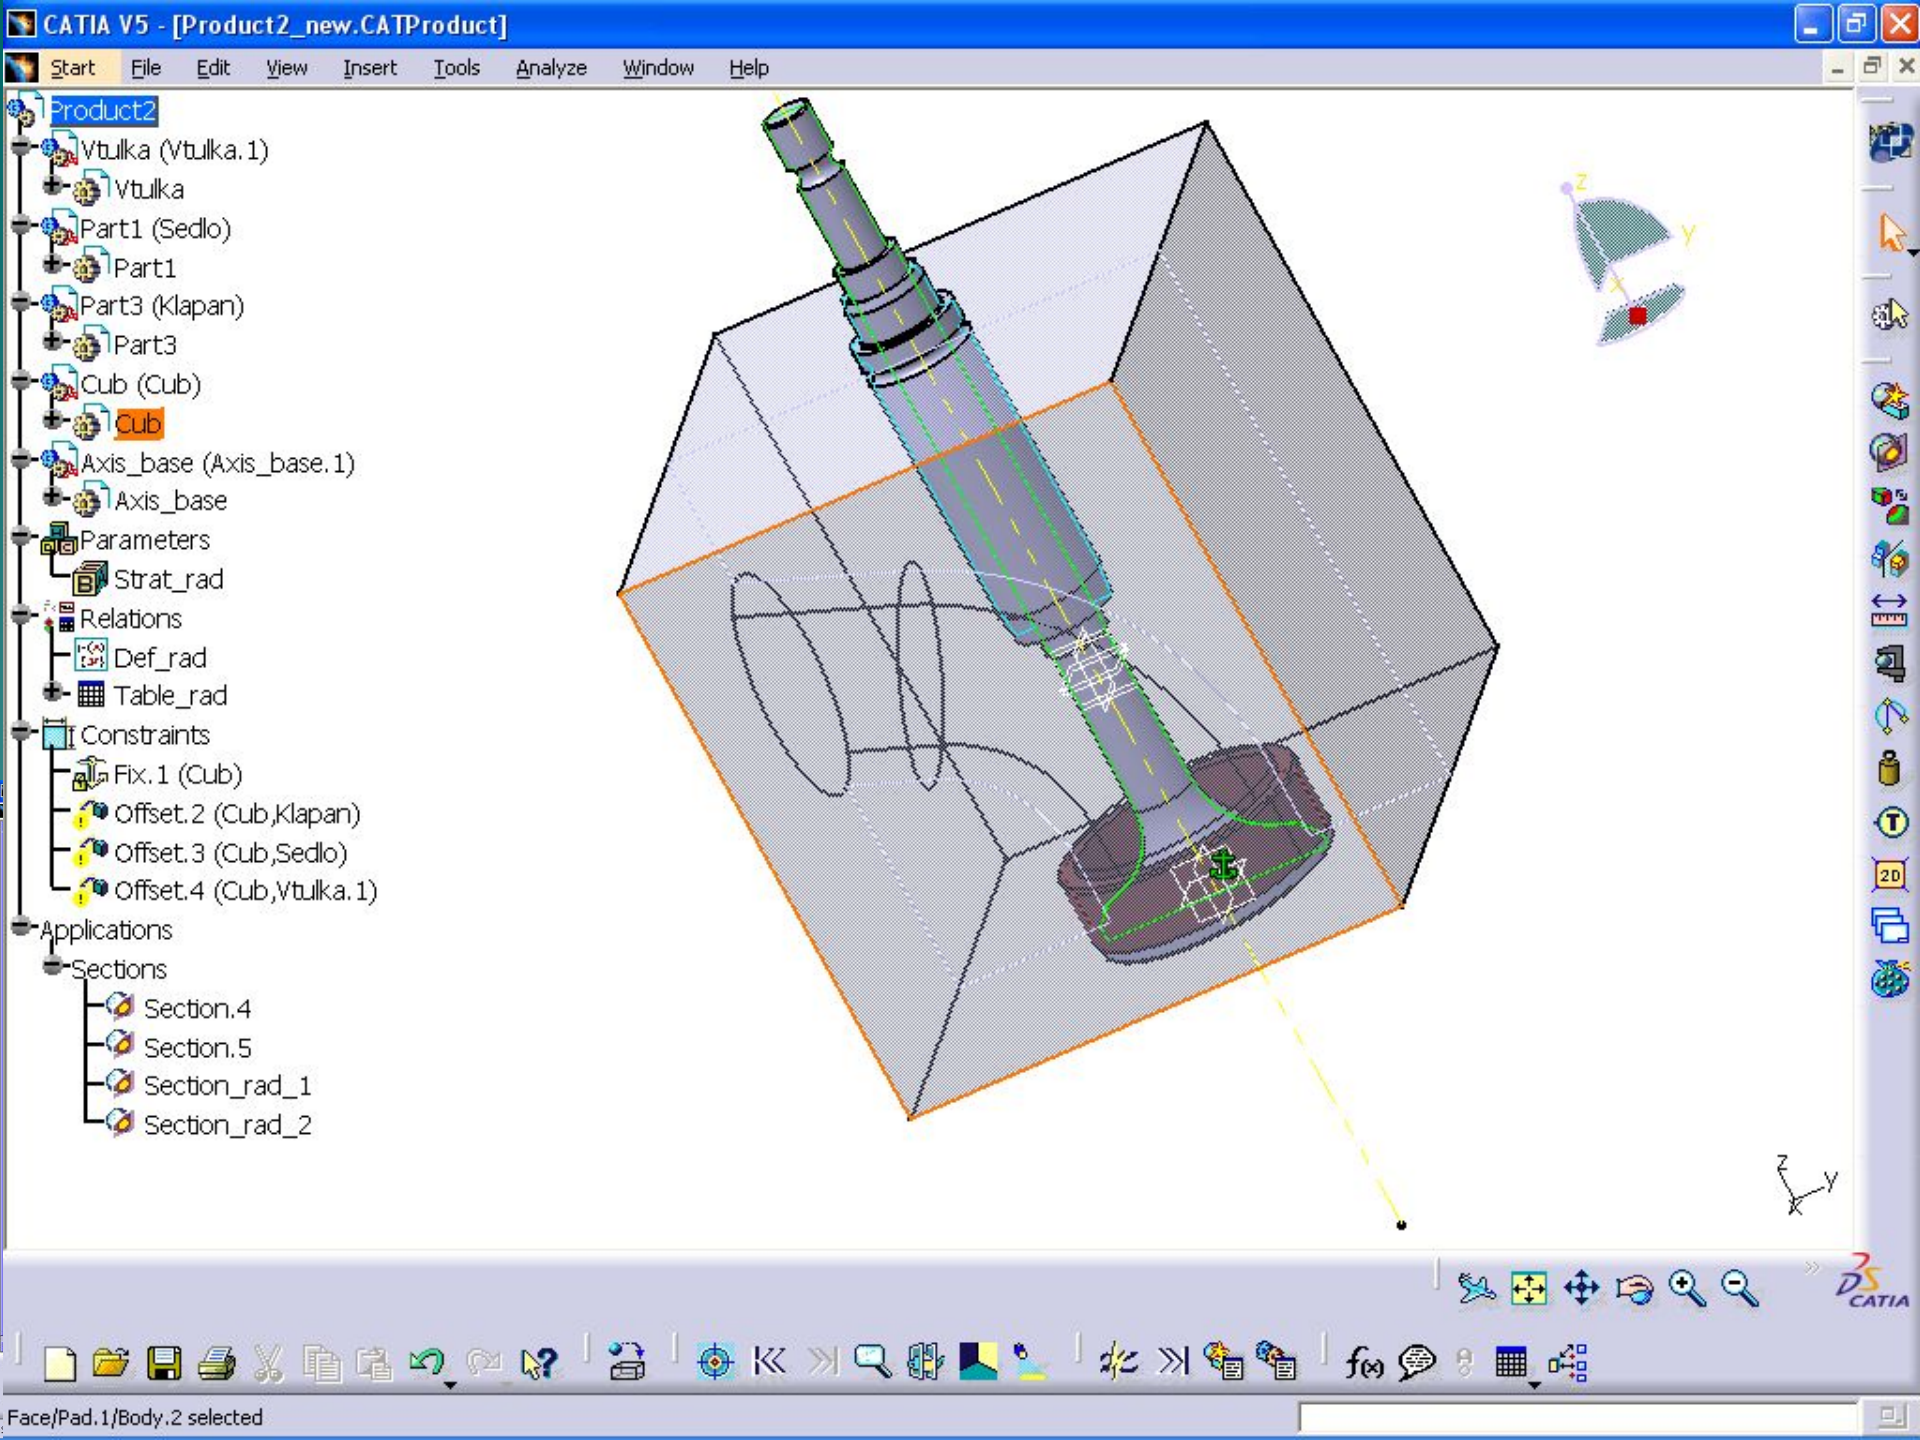 CATIA V5 - [Product2_new.CATProduct]
Start File Edit View Insert Tools Analyze Window Help
Product2
Vtulka (Vtulka.1)
Vtulka
Part1 (Sedlo)
Part1
Part3 (Klapan)
Part3
Cub (Cub)
Cub
Axis_base (Axis_base.1)
Axis_base
Parameters
Strat_rad
Relations
Def_rad
Table_rad
Constraints
Fix.1 (Cub)
Offset.2 (Cub,Klapan)
Offset.3 (Cub,Sedlo)
Offset.4 (Cub,Vtulka.1)
Applications
Sections
Section.4
Section.5
Section_rad_1
Section_rad_2
z
y
x
z
y
x
T
2D
DS
CATIA
f(x)
Face/Pad.1/Body.2 selected